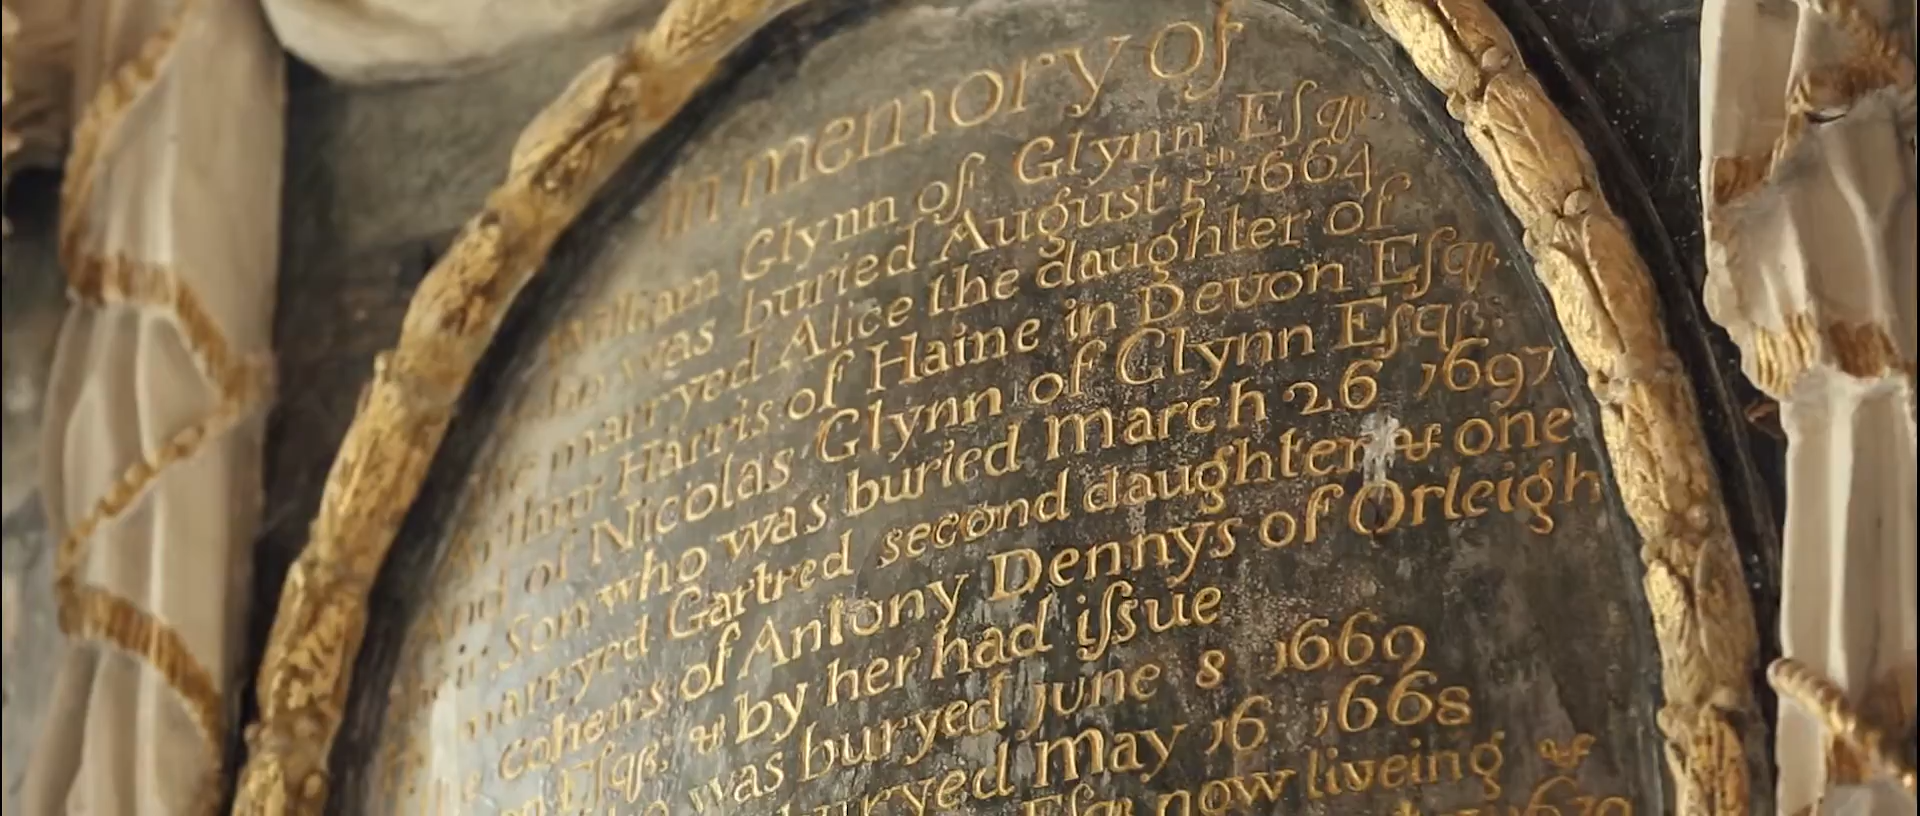 in memory of
William Glynn of Glynn Eſqr.
who was buried August 5th 1664
He marryed Alice the daughter of
Arthur Harris of Haine in Devon Eſqr.
And of Nicolas Glynn of Glynn Eſqr.
their Son who was buried march 26 1697
marryed Gartred second daughter & one
the coheirs of Antony Dennys of Orleigh
Eſqr. & by her had iſsue
was buryed june 8 1669
buryed may 16 1668
Eſqr now liveing &